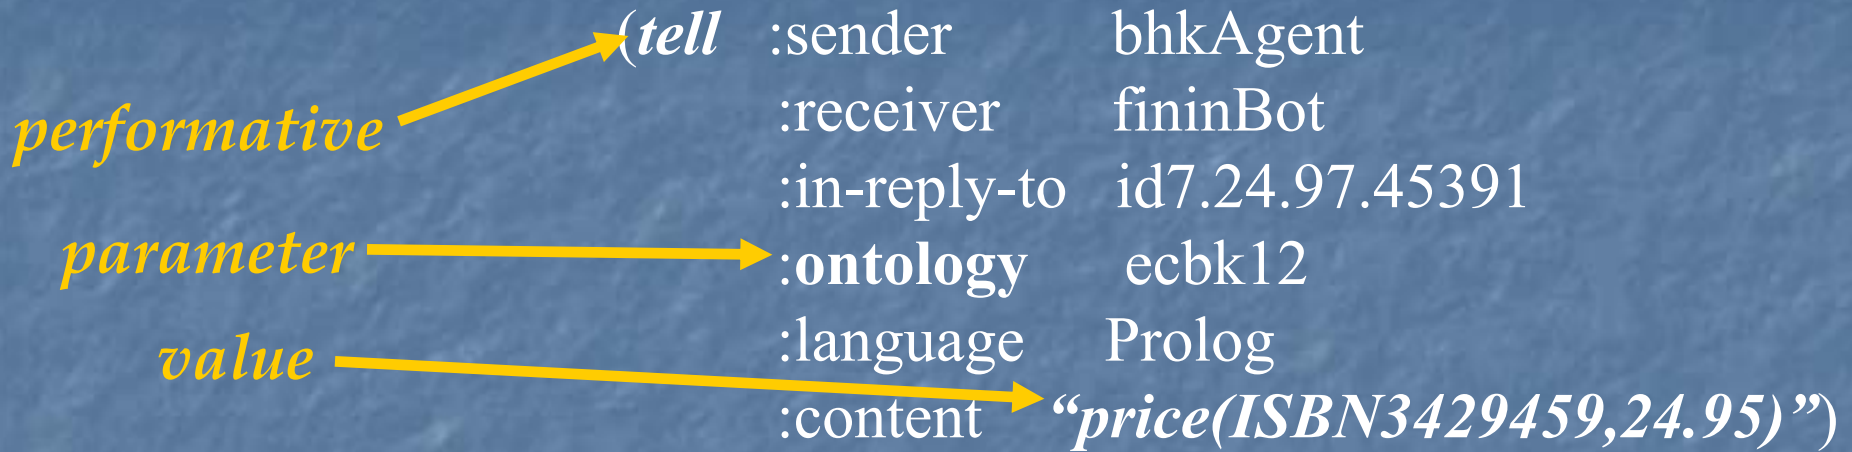 (tell :sender bhkAgent
performative :receiver fininBot
:in-reply-to id7.24.97.45391
parameter :ontology ecbk12
value :language Prolog
:content “price(ISBN3429459,24.95)”)